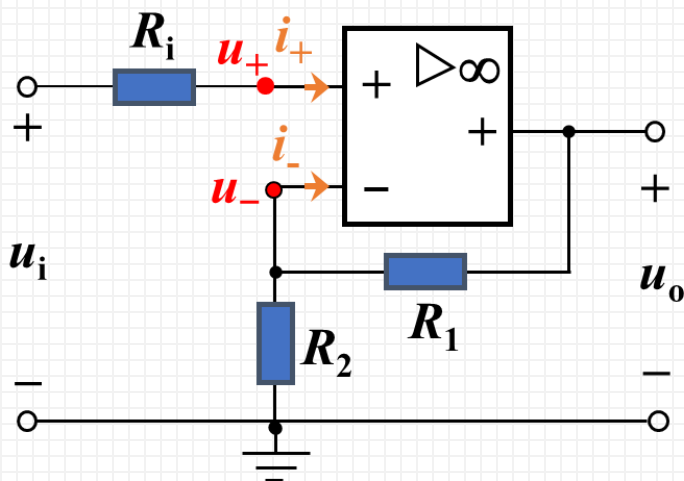 Ri
u+
i+
+
▷∞
+
+
i-
u−
−
+
ui
R1
uo
R2
−
−